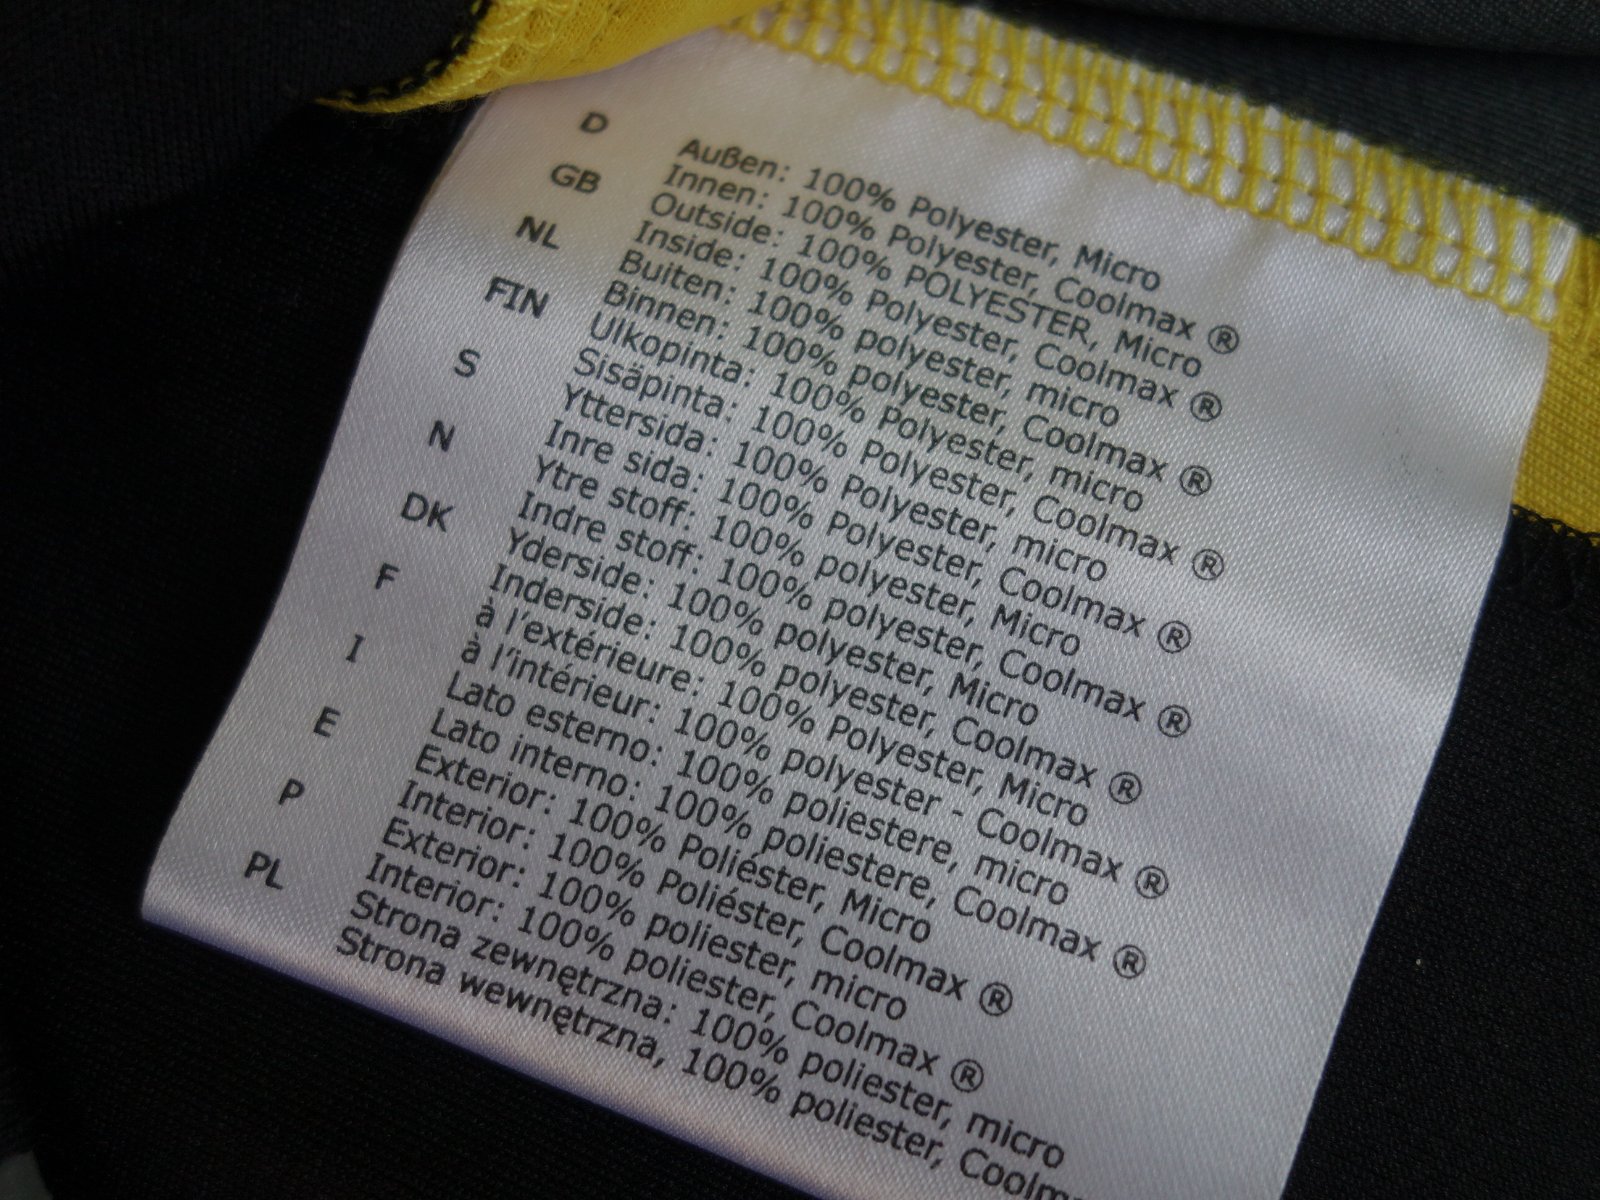 D Außen: 100% Polyester, Micro
Innen: 100% Polyester, Coolmax ®
GB Outside: 100% POLYESTER, Micro
Inside: 100% Polyester, Coolmax ®
NL Buiten: 100% polyester, micro
Binnen: 100% polyester, Coolmax ®
FIN Ulkopinta: 100% Polyester, micro
Sisäpinta: 100% Polyester, Coolmax ®
S Yttersida: 100% Polyester, micro
Inre sida: 100% Polyester, Coolmax ®
N Ytre stoff: 100% polyester, Micro
Indre stoff: 100% polyester, Coolmax ®
DK Yderside: 100% polyester, Micro
Inderside: 100% polyester, Coolmax ®
F à l'extérieure: 100% Polyester, Micro
à l'intérieur: 100% polyester - Coolmax ®
I Lato esterno: 100% poliestere, micro
Lato interno: 100% poliestere, Coolmax ®
E Exterior: 100% Poliéster, Micro
Interior: 100% Poliéster, Coolmax ®
P Exterior: 100% poliester, micro
Interior: 100% poliester, Coolmax ®
PL Strona zewnętrzna: 100% poliester, micro
Strona wewnętrzna, 100% poliester, Coolm